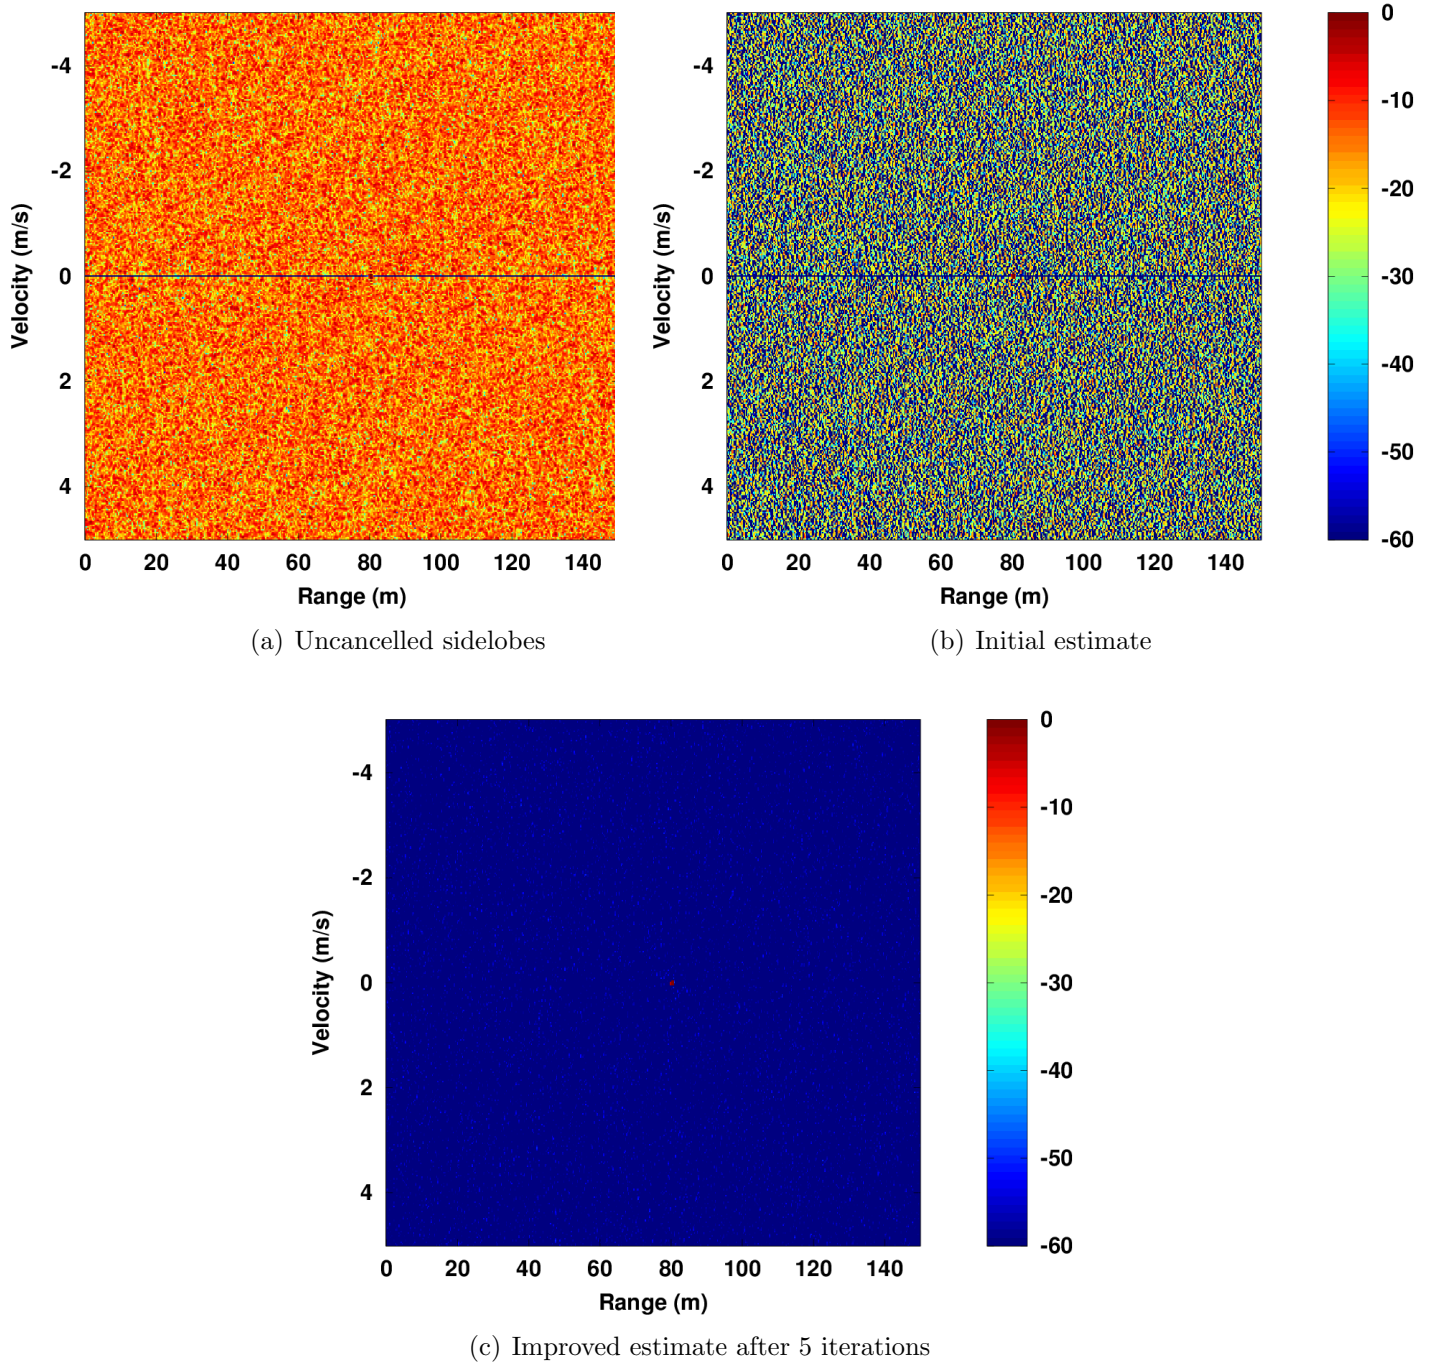 -4
-2
0
2
4
Velocity (m/s)
0 20 40 60 80 100 120 140
Range (m)
(a) Uncancelled sidelobes
-4
-2
0
2
4
Velocity (m/s)
0 20 40 60 80 100 120 140
Range (m)
(b) Initial estimate
0
-10
-20
-30
-40
-50
-60
-4
-2
0
2
4
Velocity (m/s)
0 20 40 60 80 100 120 140
Range (m)
0
-10
-20
-30
-40
-50
-60
(c) Improved estimate after 5 iterations